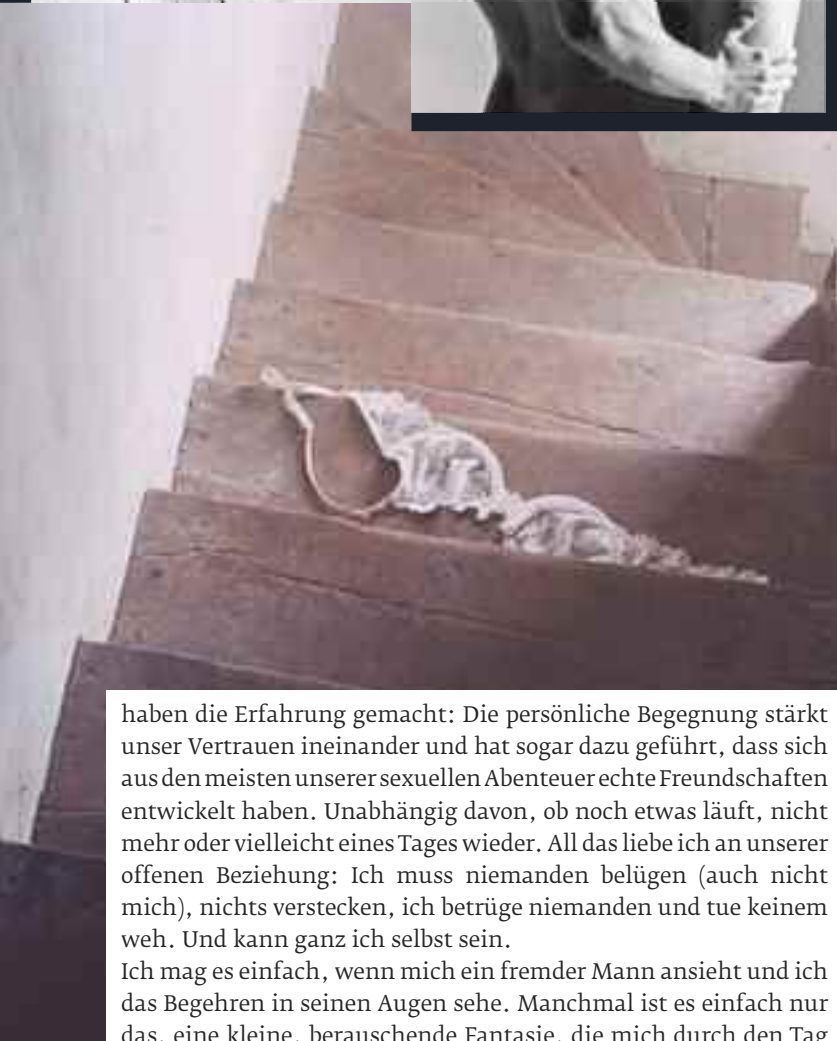 haben die Erfahrung gemacht: Die persönliche Begegnung stärkt
unser Vertrauen ineinander und hat sogar dazu geführt, dass sich
aus den meisten unserer sexuellen Abenteuer echte Freundschaften
entwickelt haben. Unabhängig davon, ob noch etwas läuft, nicht
mehr oder vielleicht eines Tages wieder. All das liebe ich an unserer
offenen Beziehung: Ich muss niemanden belügen (auch nicht
mich), nichts verstecken, ich betrüge niemanden und tue keinem
weh. Und kann ganz ich selbst sein.
Ich mag es einfach, wenn mich ein fremder Mann ansieht und ich
das Begehren in seinen Augen sehe. Manchmal ist es einfach nur
das, eine kleine, berauschende Fantasie, die mich durch den Tag